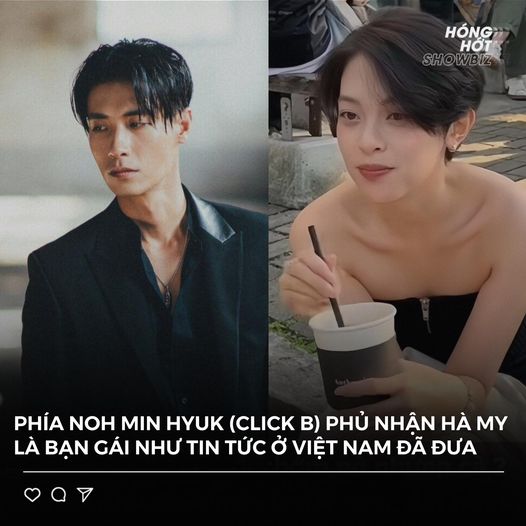 HÓNG
HỚT
SHOWBIZ
PHÍA NOH MIN HYUK (CLICK B) PHỦ NHẬN HÀ MY
LÀ BẠN GÁI NHƯ TIN TỨC Ở VIỆT NAM ĐÃ ĐƯA